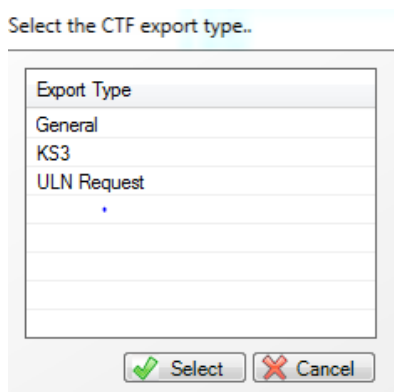 Select the CTF export type..
Export Type
General
KS3
ULN Request
Select Cancel